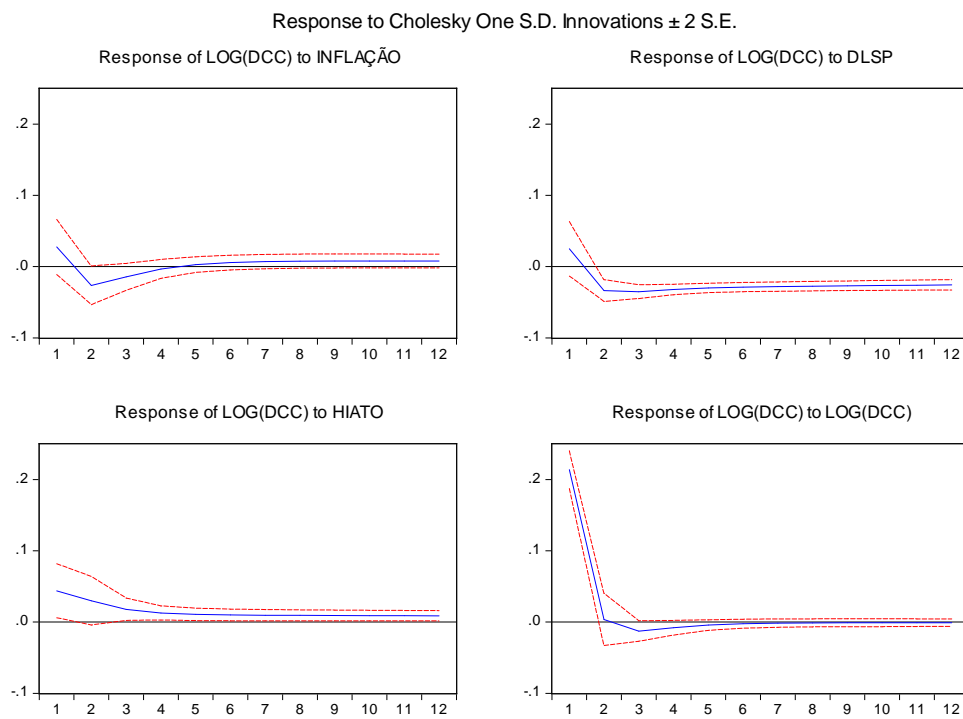 Response to Cholesky One S.D. Innovations ± 2 S.E.
Response of LOG(DCC) to INFLAÇÃO
.2
.1
.0
-.1
1 2 3 4 5 6 7 8 9 10 11 12
Response of LOG(DCC) to DLSP
.2
.1
.0
-.1
1 2 3 4 5 6 7 8 9 10 11 12
Response of LOG(DCC) to HIATO
.2
.1
.0
-.1
1 2 3 4 5 6 7 8 9 10 11 12
Response of LOG(DCC) to LOG(DCC)
.2
.1
.0
-.1
1 2 3 4 5 6 7 8 9 10 11 12